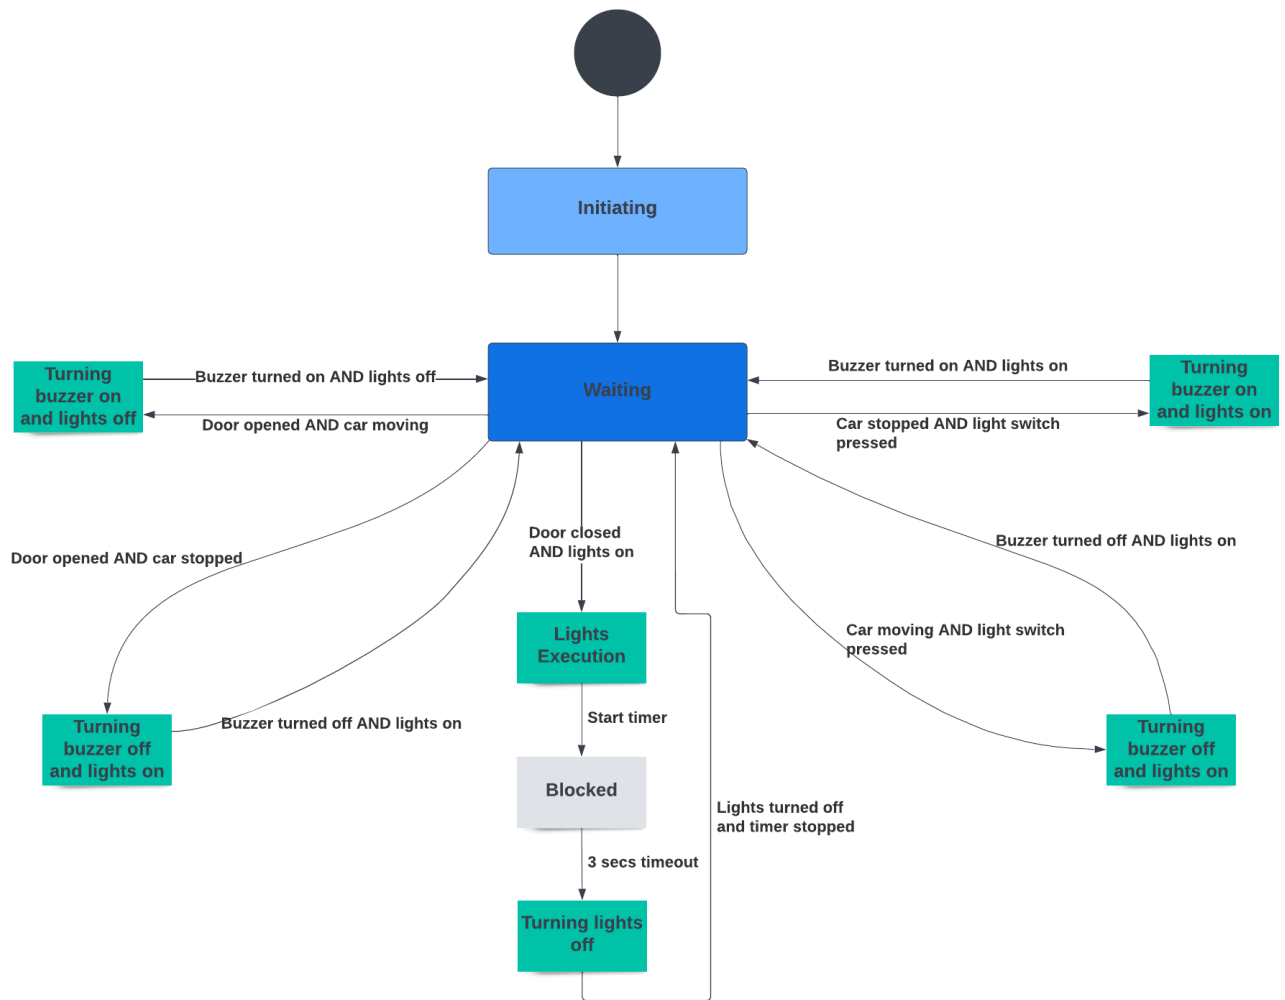 Initiating
Waiting
Turning
buzzer on
and lights off
Buzzer turned on AND lights off
Door opened AND car moving
Buzzer turned on AND lights on
Car stopped AND light switch
pressed
Turning
buzzer on
and lights on
Door opened AND car stopped
Door closed
AND lights on
Buzzer turned off AND lights on
Car moving AND light switch
pressed
Lights
Execution
Turning
buzzer off
and lights on
Buzzer turned off AND lights on
Start timer
Turning
buzzer off
and lights on
Blocked
Lights turned off
and timer stopped
3 secs timeout
Turning lights
off